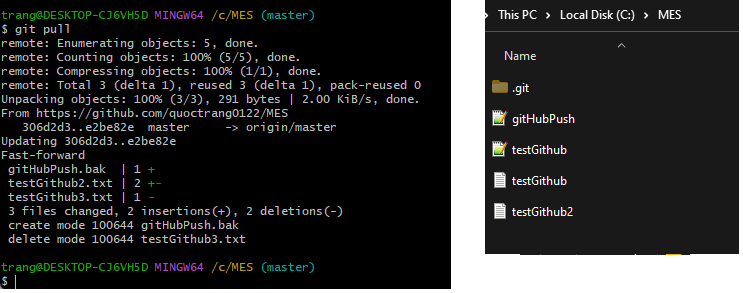 trang@DESKTOP-CJ6VH5D MINGW64 /c/MES (master)
$ git pull
remote: Enumerating objects: 5, done.
remote: Counting objects: 100% (5/5), done.
remote: Compressing objects: 100% (1/1), done.
remote: Total 3 (delta 1), reused 3 (delta 1), pack-reused 0
Unpacking objects: 100% (3/3), 291 bytes | 2.00 KiB/s, done.
From https://github.com/quoctrang0122/MES
   306d2d3..e2be82e  master     -> origin/master
Updating 306d2d3..e2be82e
Fast-forward
 gitHubPush.bak  | 1 +
 testGithub2.txt | 2 +-
 testGithub3.txt | 1 -
 3 files changed, 2 insertions(+), 2 deletions(-)
 create mode 100644 gitHubPush.bak
 delete mode 100644 testGithub3.txt
trang@DESKTOP-CJ6VH5D MINGW64 /c/MES (master)
$
> This PC > Local Disk (C:) > MES
Name
.git
gitHubPush
testGithub
testGithub
testGithub2